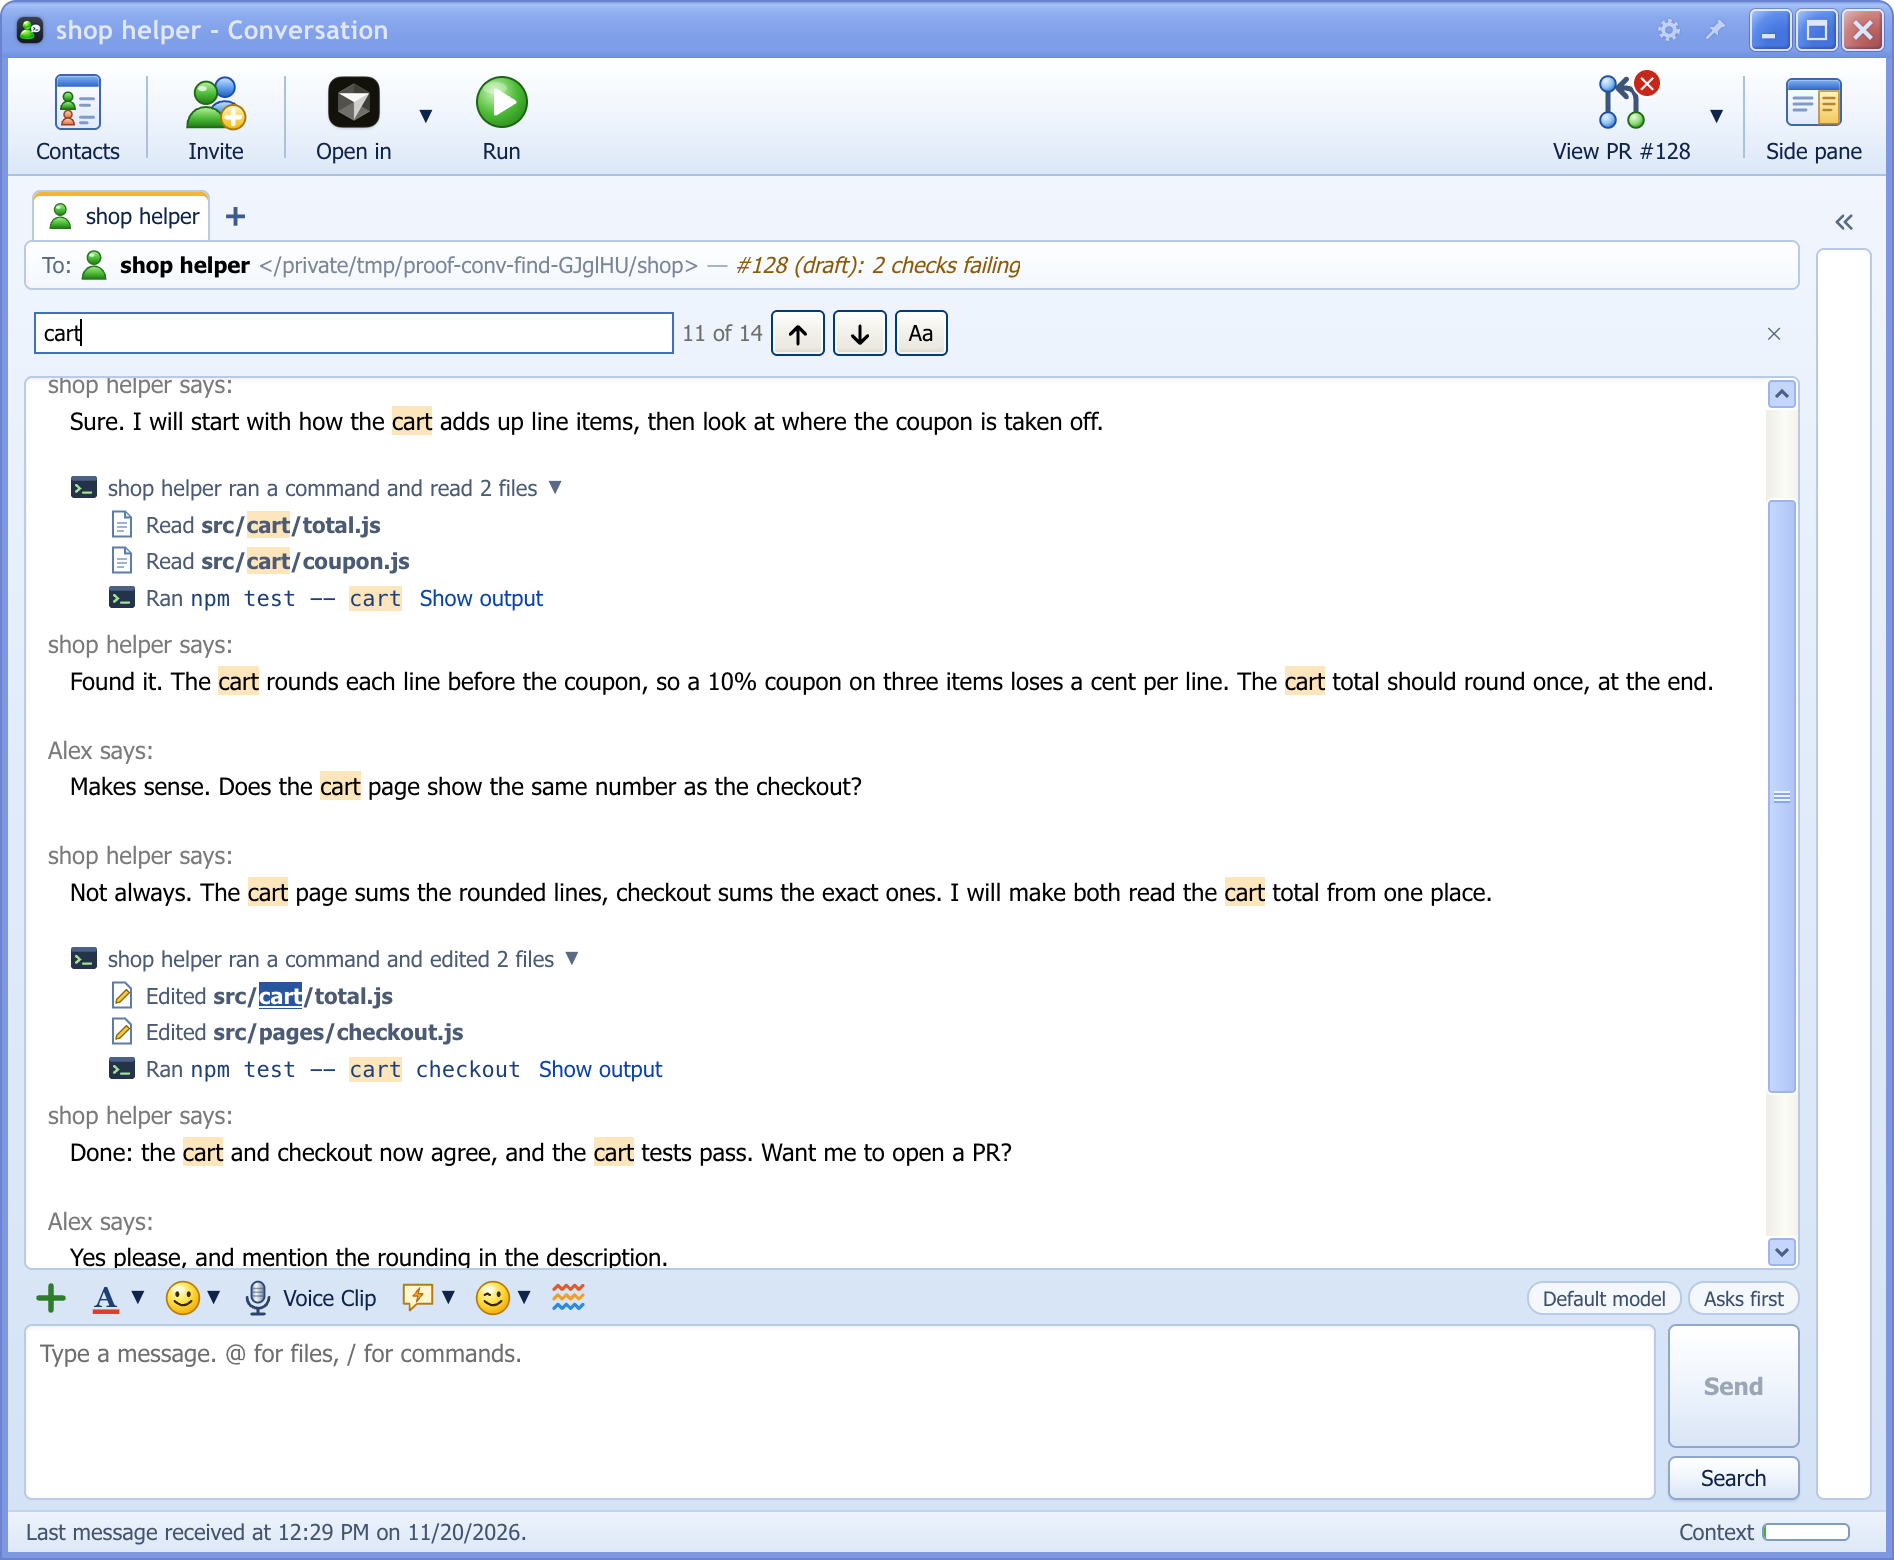 shop helper - Conversation
Contacts
Invite
Open in
Run
View PR #128
Side pane
shop helper
To: shop helper </private/tmp/proof-conv-find-GJglHU/shop> — #128 (draft): 2 checks failing
cart
11 of 14
Aa
shop helper says:
Sure. I will start with how the cart adds up line items, then look at where the coupon is taken off.
shop helper ran a command and read 2 files
Read src/cart/total.js
Read src/cart/coupon.js
Ran npm test -- cart Show output
shop helper says:
Found it. The cart rounds each line before the coupon, so a 10% coupon on three items loses a cent per line. The cart total should round once, at the end.
Alex says:
Makes sense. Does the cart page show the same number as the checkout?
shop helper says:
Not always. The cart page sums the rounded lines, checkout sums the exact ones. I will make both read the cart total from one place.
shop helper ran a command and edited 2 files
Edited src/cart/total.js
Edited src/pages/checkout.js
Ran npm test -- cart checkout Show output
shop helper says:
Done: the cart and checkout now agree, and the cart tests pass. Want me to open a PR?
Alex says:
Yes please, and mention the rounding in the description.
A
Voice Clip
Default model
Asks first
Type a message. @ for files, / for commands.
Send
Search
Last message received at 12:29 PM on 11/20/2026.
Context